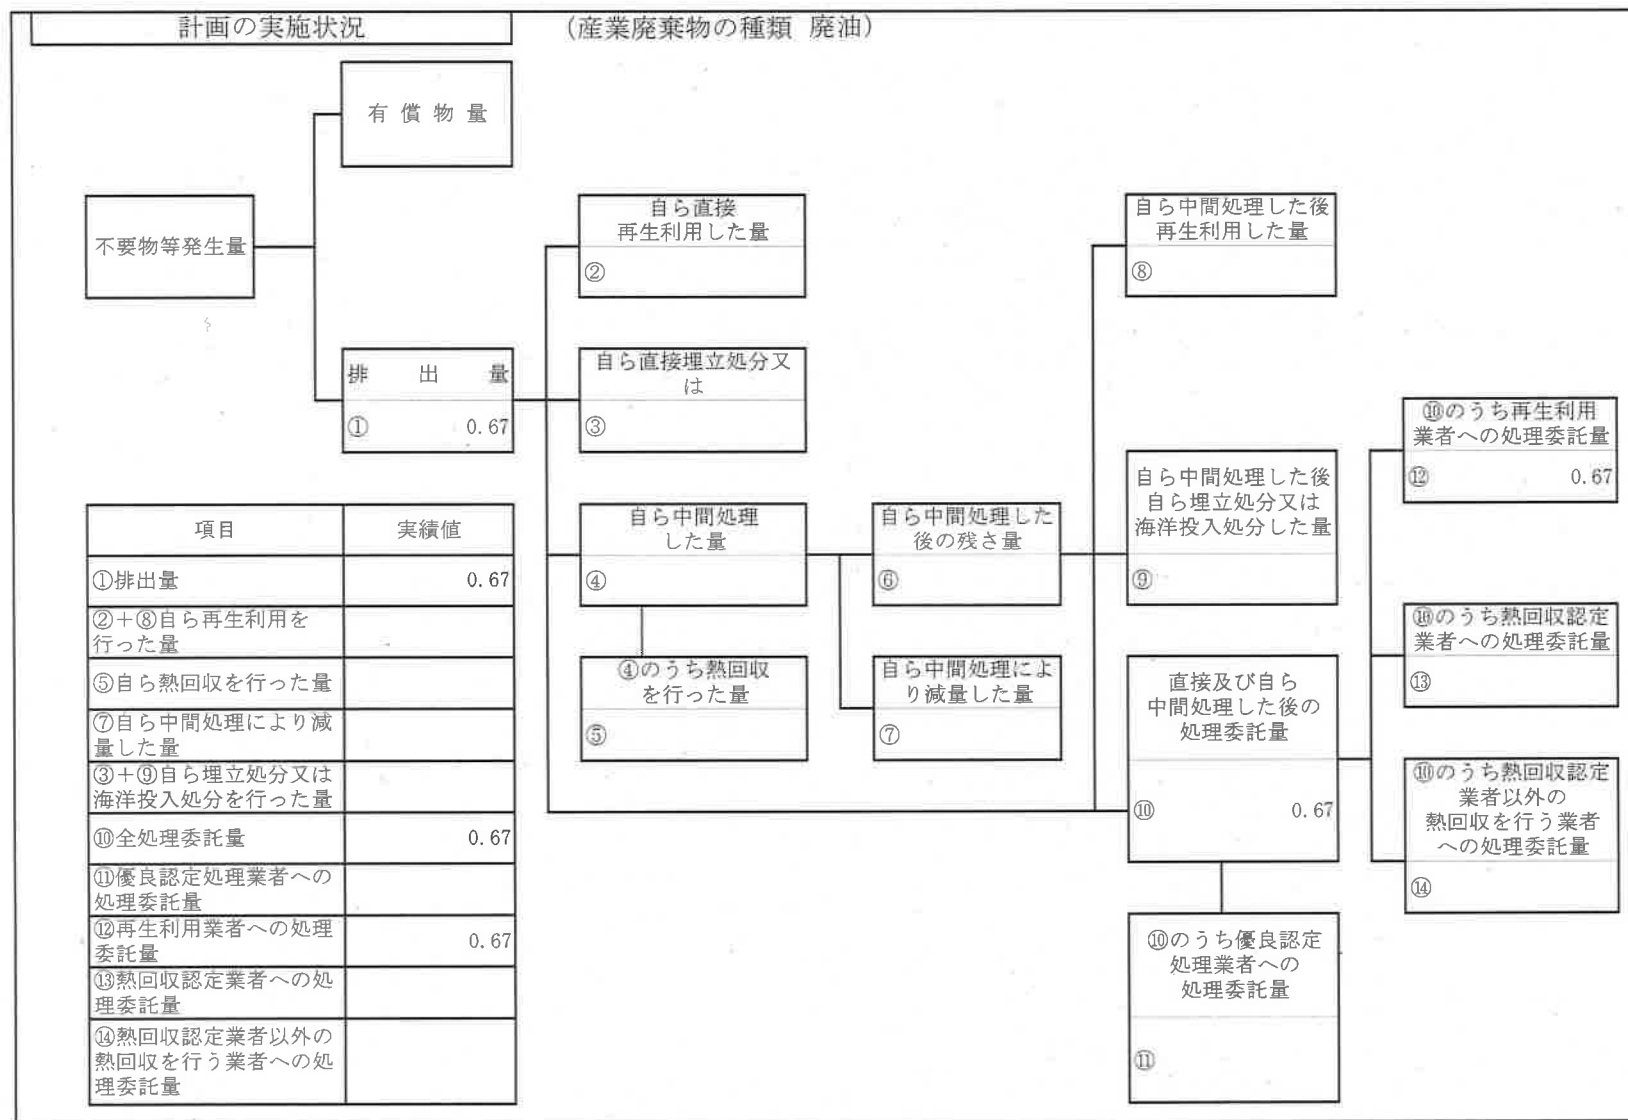 計画の実施状況
(産業廃棄物の種類 廃油)
有償物量
不要物等発生量
排出量
① 0.67
自ら直接
再生利用した量
②
自ら直接埋立処分又
は
③
自ら中間処理
した量
④
④のうち熱回収
を行った量
⑤
自ら中間処理した
後の残さ量
⑥
自ら中間処理によ
り減量した量
⑦
自ら中間処理した後
再生利用した量
⑧
自ら中間処理した後
自ら埋立処分又は
海洋投入処分した量
⑨
直接及び自ら
中間処理した後の
処理委託量
⑩ 0.67
⑩のうち優良認定
処理業者への
処理委託量
⑪
⑩のうち再生利用
業者への処理委託量
⑫ 0.67
⑩のうち熱回収認定
業者への処理委託量
⑬
⑩のうち熱回収認定
業者以外の
熱回収を行う業者
への処理委託量
⑭
項目 実績値
①排出量 0.67
②+⑧自ら再生利用を
行った量
⑤自ら熱回収を行った量
⑦自ら中間処理により減
量した量
③+⑨自ら埋立処分又は
海洋投入処分を行った量
⑩全処理委託量 0.67
⑪優良認定処理業者への
処理委託量
⑫再生利用業者への処理
委託量 0.67
⑬熱回収認定業者への処
理委託量
⑭熱回収認定業者以外の
熱回収を行う業者への処
理委託量